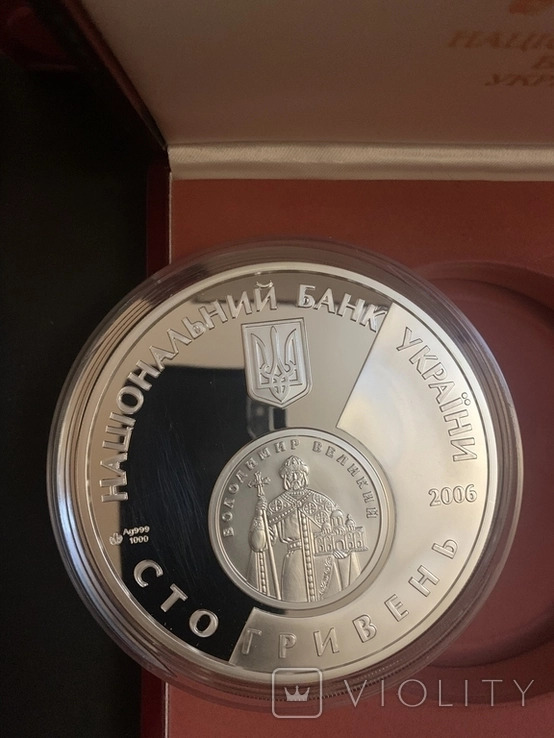 НАЦІОНАЛЬНИЙ БАНК УКРАЇНИ
ВОЛОДИМИР ВЕЛИКИЙ
2006
Ag999
1000
СТО ГРИВЕНЬ
VIOLITY